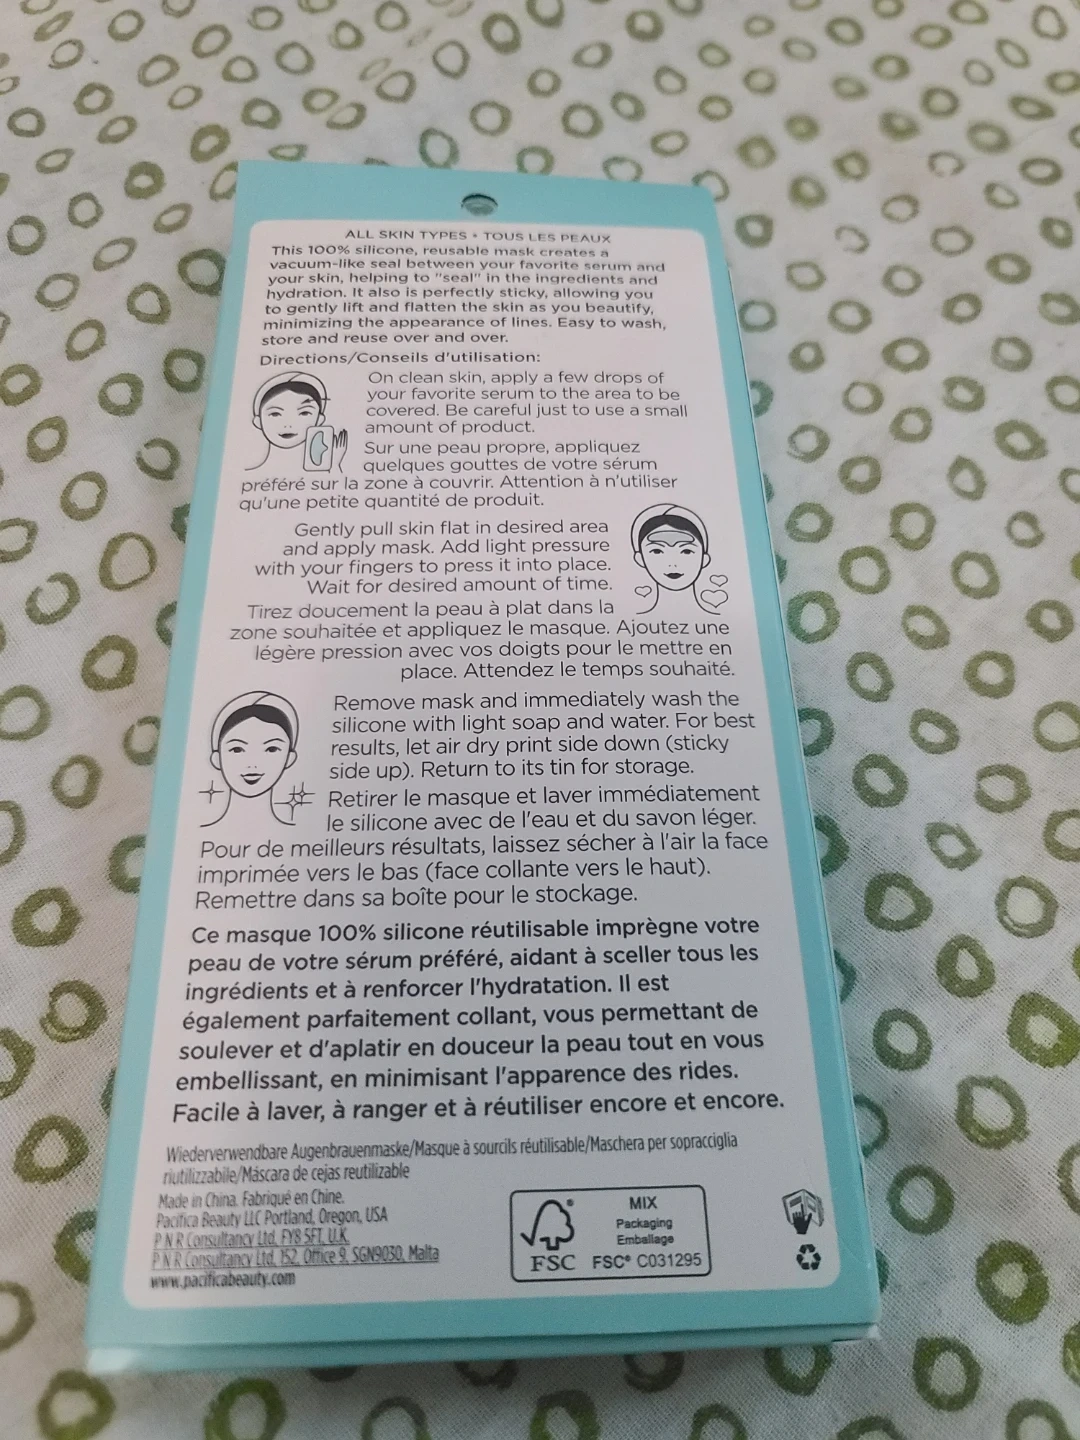 ALL SKIN TYPES • TOUS LES PEAUX
This 100% silicone, reusable mask creates a
vacuum-like seal between your favorite serum and
your skin, helping to "seal" in the ingredients and
hydration. It also is perfectly sticky, allowing you
to gently lift and flatten the skin as you beautify,
minimizing the appearance of lines. Easy to wash,
store and reuse over and over.
Directions/Conseils d'utilisation:
On clean skin, apply a few drops of
your favorite serum to the area to be
covered. Be careful just to use a small
amount of product.
Sur une peau propre, appliquez
quelques gouttes de votre sérum
préféré sur la zone à couvrir. Attention à n'utiliser
qu'une petite quantité de produit.
Gently pull skin flat in desired area
and apply mask. Add light pressure
with your fingers to press it into place.
Wait for desired amount of time.
Tirez doucement la peau à plat dans la
zone souhaitée et appliquez le masque. Ajoutez une
légère pression avec vos doigts pour le mettre en
place. Attendez le temps souhaité.
Remove mask and immediately wash the
silicone with light soap and water. For best
results, let air dry print side down (sticky
side up). Return to its tin for storage.
Retirer le masque et laver immédiatement
le silicone avec de l'eau et du savon léger.
Pour de meilleurs résultats, laissez sécher à l'air la face
imprimée vers le bas (face collante vers le haut).
Remettre dans sa boîte pour le stockage.
Ce masque 100% silicone réutilisable imprègne votre
peau de votre sérum préféré, aidant à sceller tous les
ingrédients et à renforcer l'hydratation. Il est
également parfaitement collant, vous permettant de
soulever et d'aplatir en douceur la peau tout en vous
embellissant, en minimisant l'apparence des rides.
Facile à laver, à ranger et à réutiliser encore et encore.
Wiederverwendbare Augenbrauenmaske/Masque à sourcils réutilisable/Maschera per sopracciglia
riutilizzabile/Máscara de cejas reutilizable
Made in China. Fabriqué en Chine.
Pacifica Beauty LLC Portland, Oregon, USA
P N R Consultancy Ltd, FY8 5FT, U.K.
P N R Consultancy Ltd, 152, Office 9, SGN9030, Malta
www.pacificabeauty.com
FSC
MIX
Packaging
Emballage
FSC® C031295